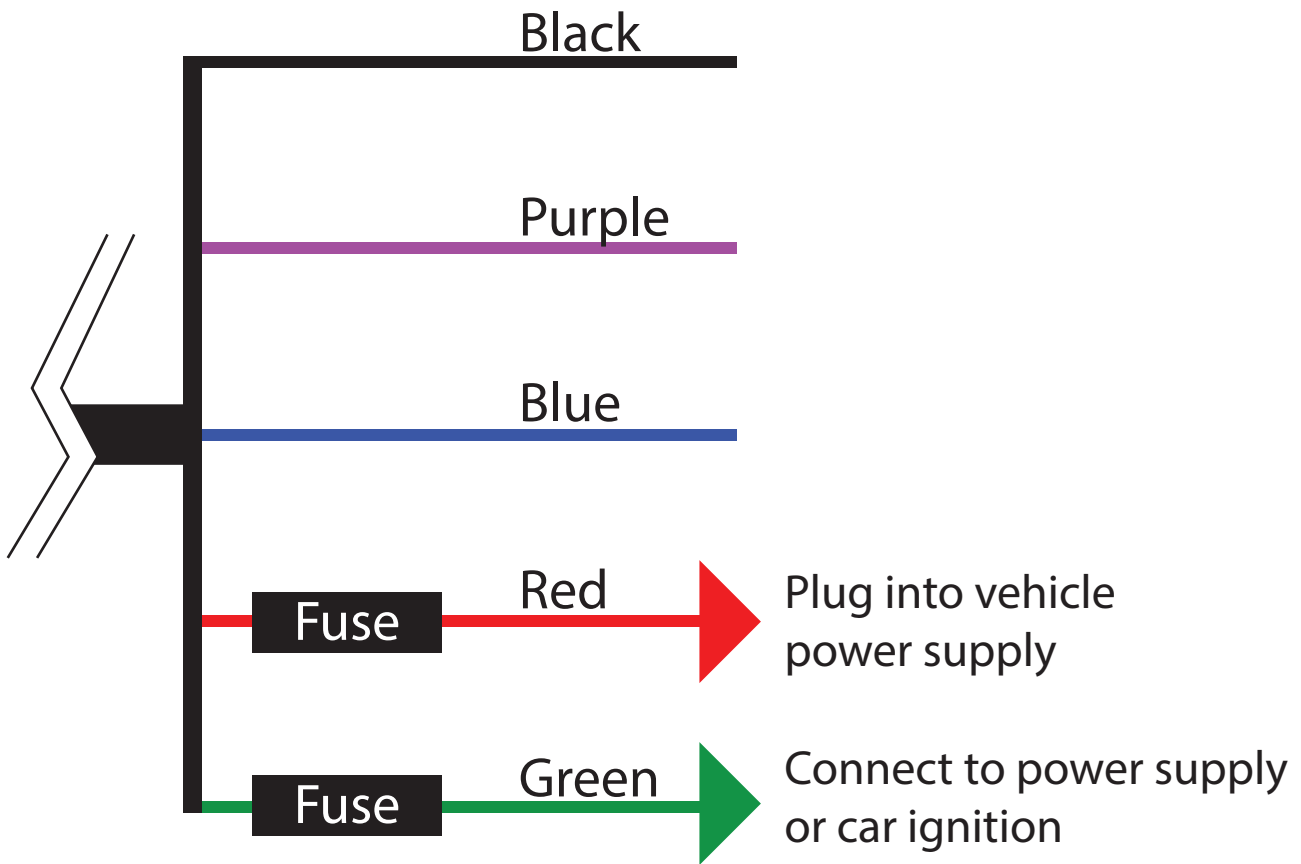 Black
Purple
Blue
Fuse
Red
Plug into vehicle
power supply
Fuse
Green
Connect to power supply
or car ignition